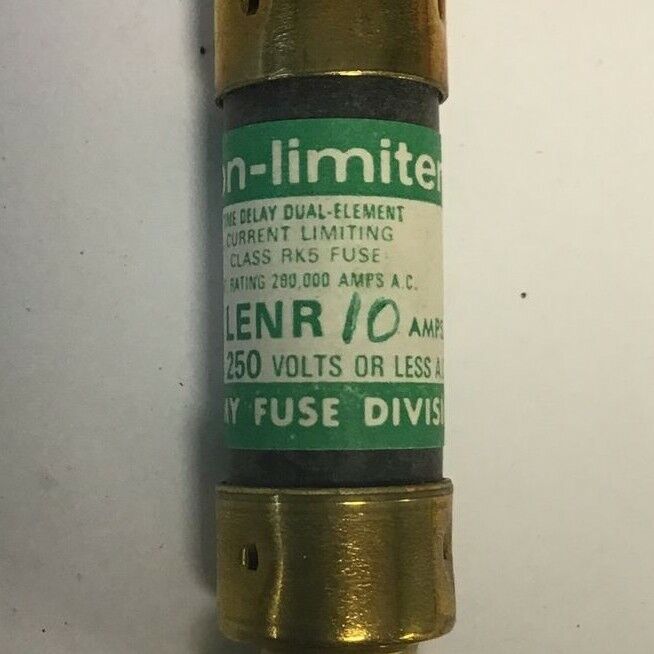 on-limiter
TIME DELAY DUAL-ELEMENT
CURRENT LIMITING
CLASS RK5 FUSE
RATING 200,000 AMPS A.C.
LENR 10 AMPS
250 VOLTS OR LESS A.
NY FUSE DIVISI